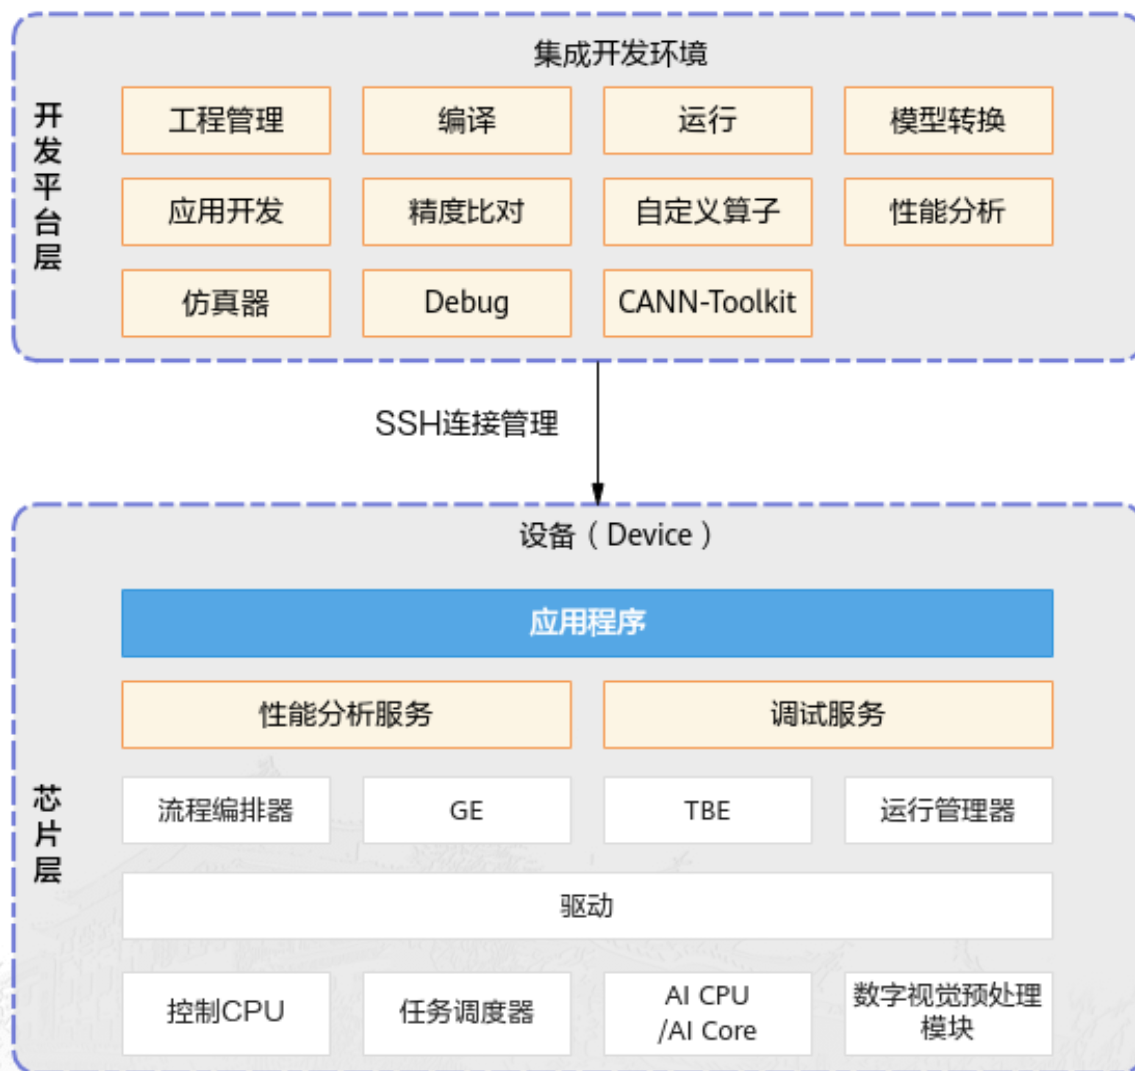 集成开发环境
开发平台层
工程管理
编译
运行
模型转换
应用开发
精度比对
自定义算子
性能分析
仿真器
Debug
CANN-Toolkit
SSH连接管理
设备（Device）
芯片层
应用程序
性能分析服务
调试服务
流程编排器
GE
TBE
运行管理器
驱动
控制CPU
任务调度器
AI CPU
/AI Core
数字视觉预处理
模块